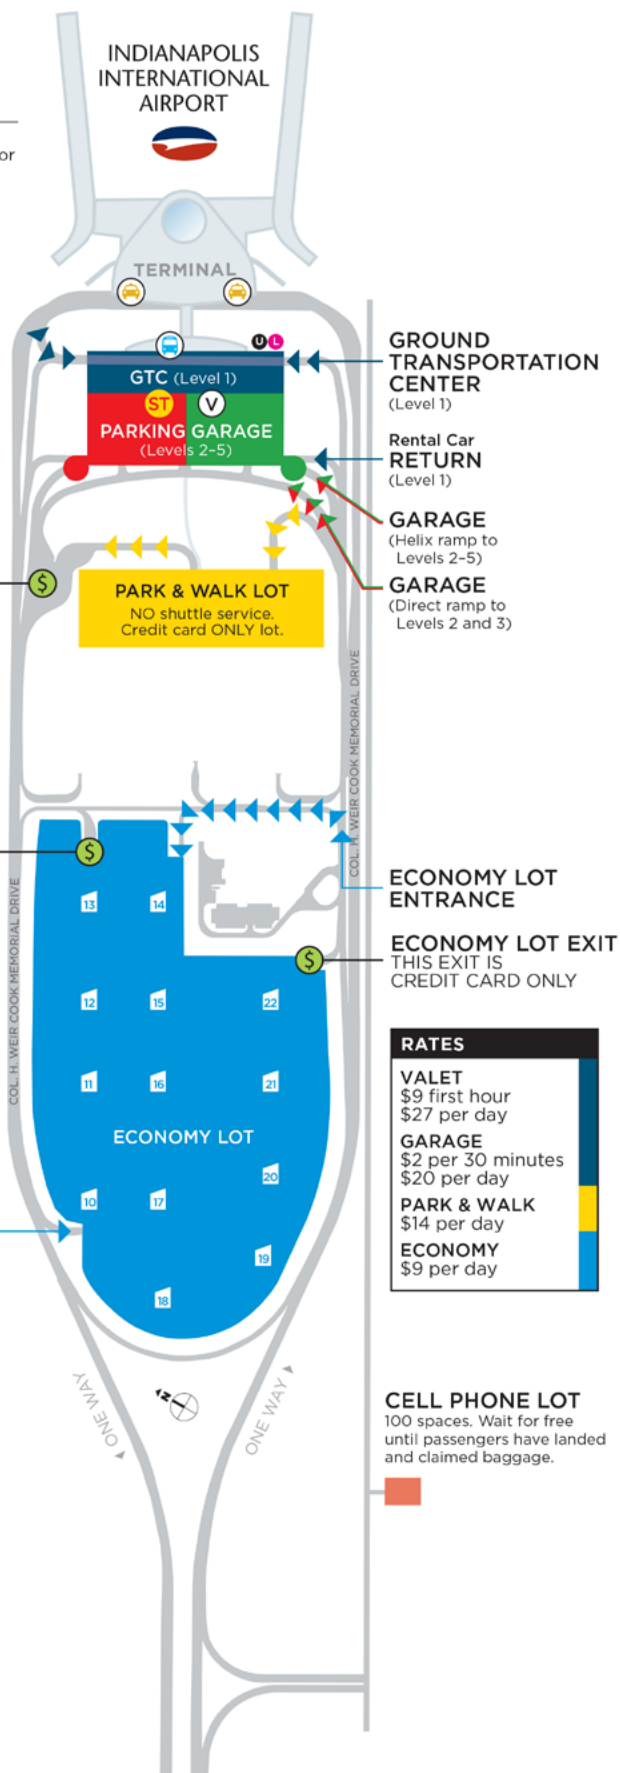 INDIANAPOLIS
INTERNATIONAL
AIRPORT
or
TERMINAL
U L
GROUND
TRANSPORTATION
CENTER
(Level 1)
GTC (Level 1)
ST V
PARKING GARAGE
(Levels 2-5)
Rental Car
RETURN
(Level 1)
GARAGE
(Helix ramp to
Levels 2-5)
GARAGE
(Direct ramp to
Levels 2 and 3)
$
PARK & WALK LOT
NO shuttle service.
Credit card ONLY lot.
COL. H. WEIR COOK MEMORIAL DRIVE
$
ECONOMY LOT
ENTRANCE
13
14
ECONOMY LOT EXIT
THIS EXIT IS
CREDIT CARD ONLY
$
COL. H. WEIR COOK MEMORIAL DRIVE
12
15
22
11
16
21
ECONOMY LOT
20
10
17
19
18
RATES
VALET
$9 first hour
$27 per day
GARAGE
$2 per 30 minutes
$20 per day
PARK & WALK
$14 per day
ECONOMY
$9 per day
ONE WAY
N
ONE WAY
CELL PHONE LOT
100 spaces. Wait for free
until passengers have landed
and claimed baggage.